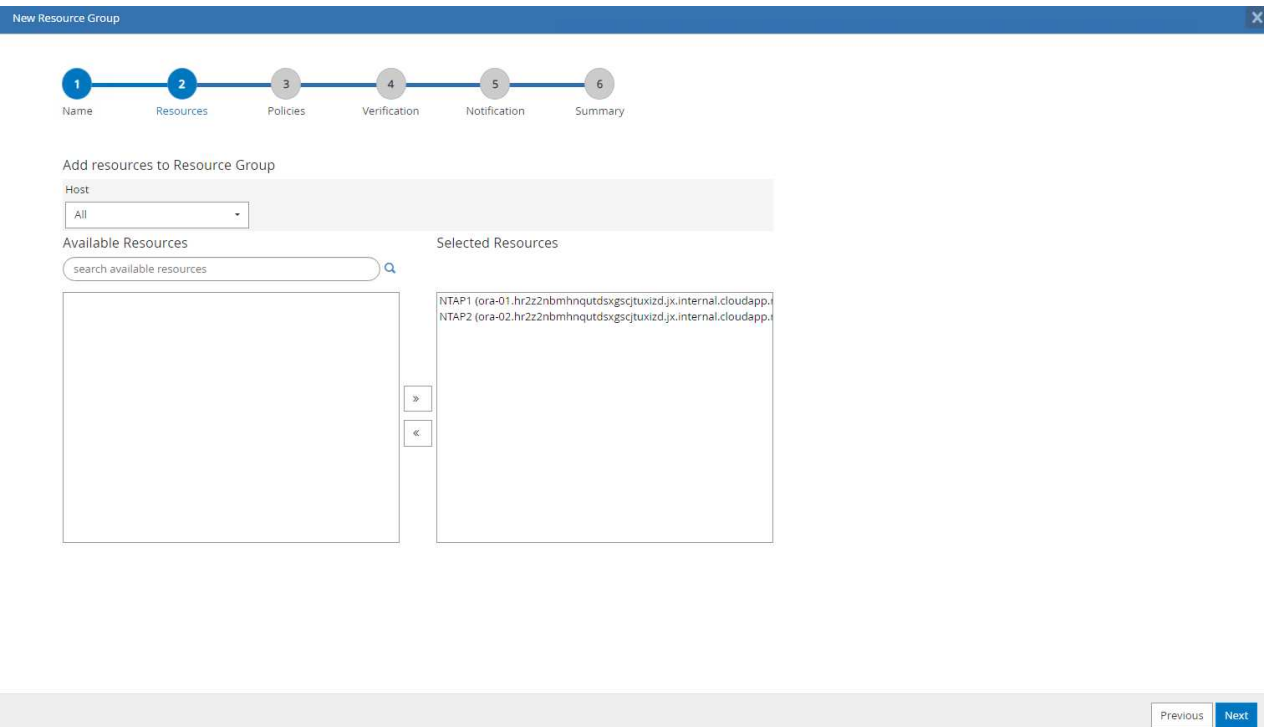 New Resource Group
1 2 3 4 5 6
Name Resources Policies Verification Notification Summary
Add resources to Resource Group
Host
All
Available Resources
Selected Resources
search available resources
NTAP1 (ora-01.hr2z2nbmhnqutdsxgscjtuxizd.jx.internal.cloudapp.
NTAP2 (ora-02.hr2z2nbmhnqutdsxgscjtuxizd.jx.internal.cloudapp.
»
«
Previous Next